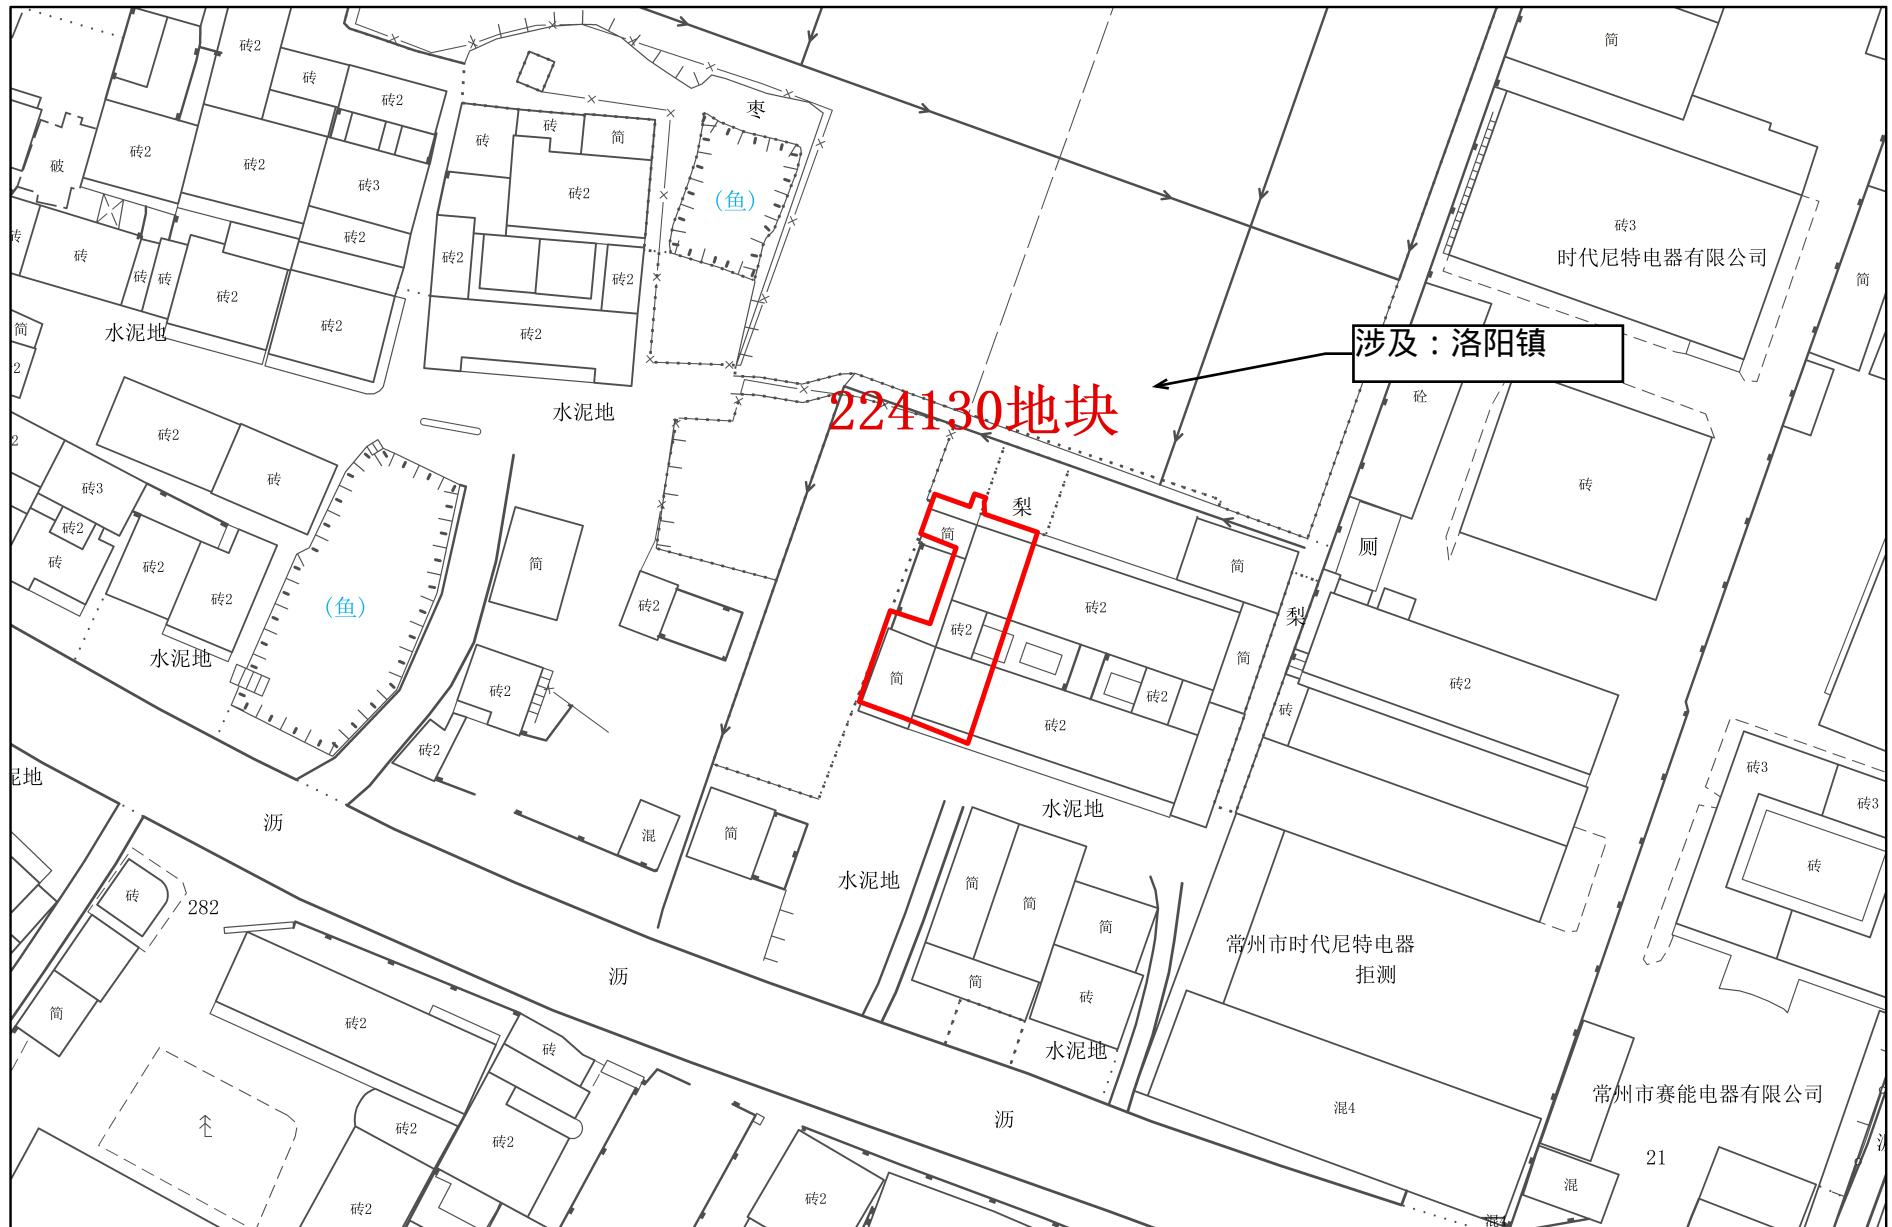 简
砖2
砖
砖2
枣
砖
砖
简
砖2
砖2
破
砖3
砖2
(鱼)
砖3
时代尼特电器有限公司
砖2
砖
砖
砖
砖
砖2
砖2
砖2
简
砖2
砖2
简
水泥地
涉及：洛阳镇
2
砼
水泥地
224130地块
砖2
2
砖
砖3
砖
砖2
梨
简
厕
砖
砖2
简
简
砖2
(鱼)
砖2
砖2
梨
砖2
水泥地
简
砖2
简
砖2
砖2
砖
砖2
砖2
泥地
砖3
砖3
水泥地
沥
混
简
砖
水泥地
简
简
砖
282
简
常州市时代尼特电器
拒测
沥
简
砖
简
砖2
砖
水泥地
常州市赛能电器有限公司
混4
沥
砖2
砖2
21
混
砖2
砖2
混4